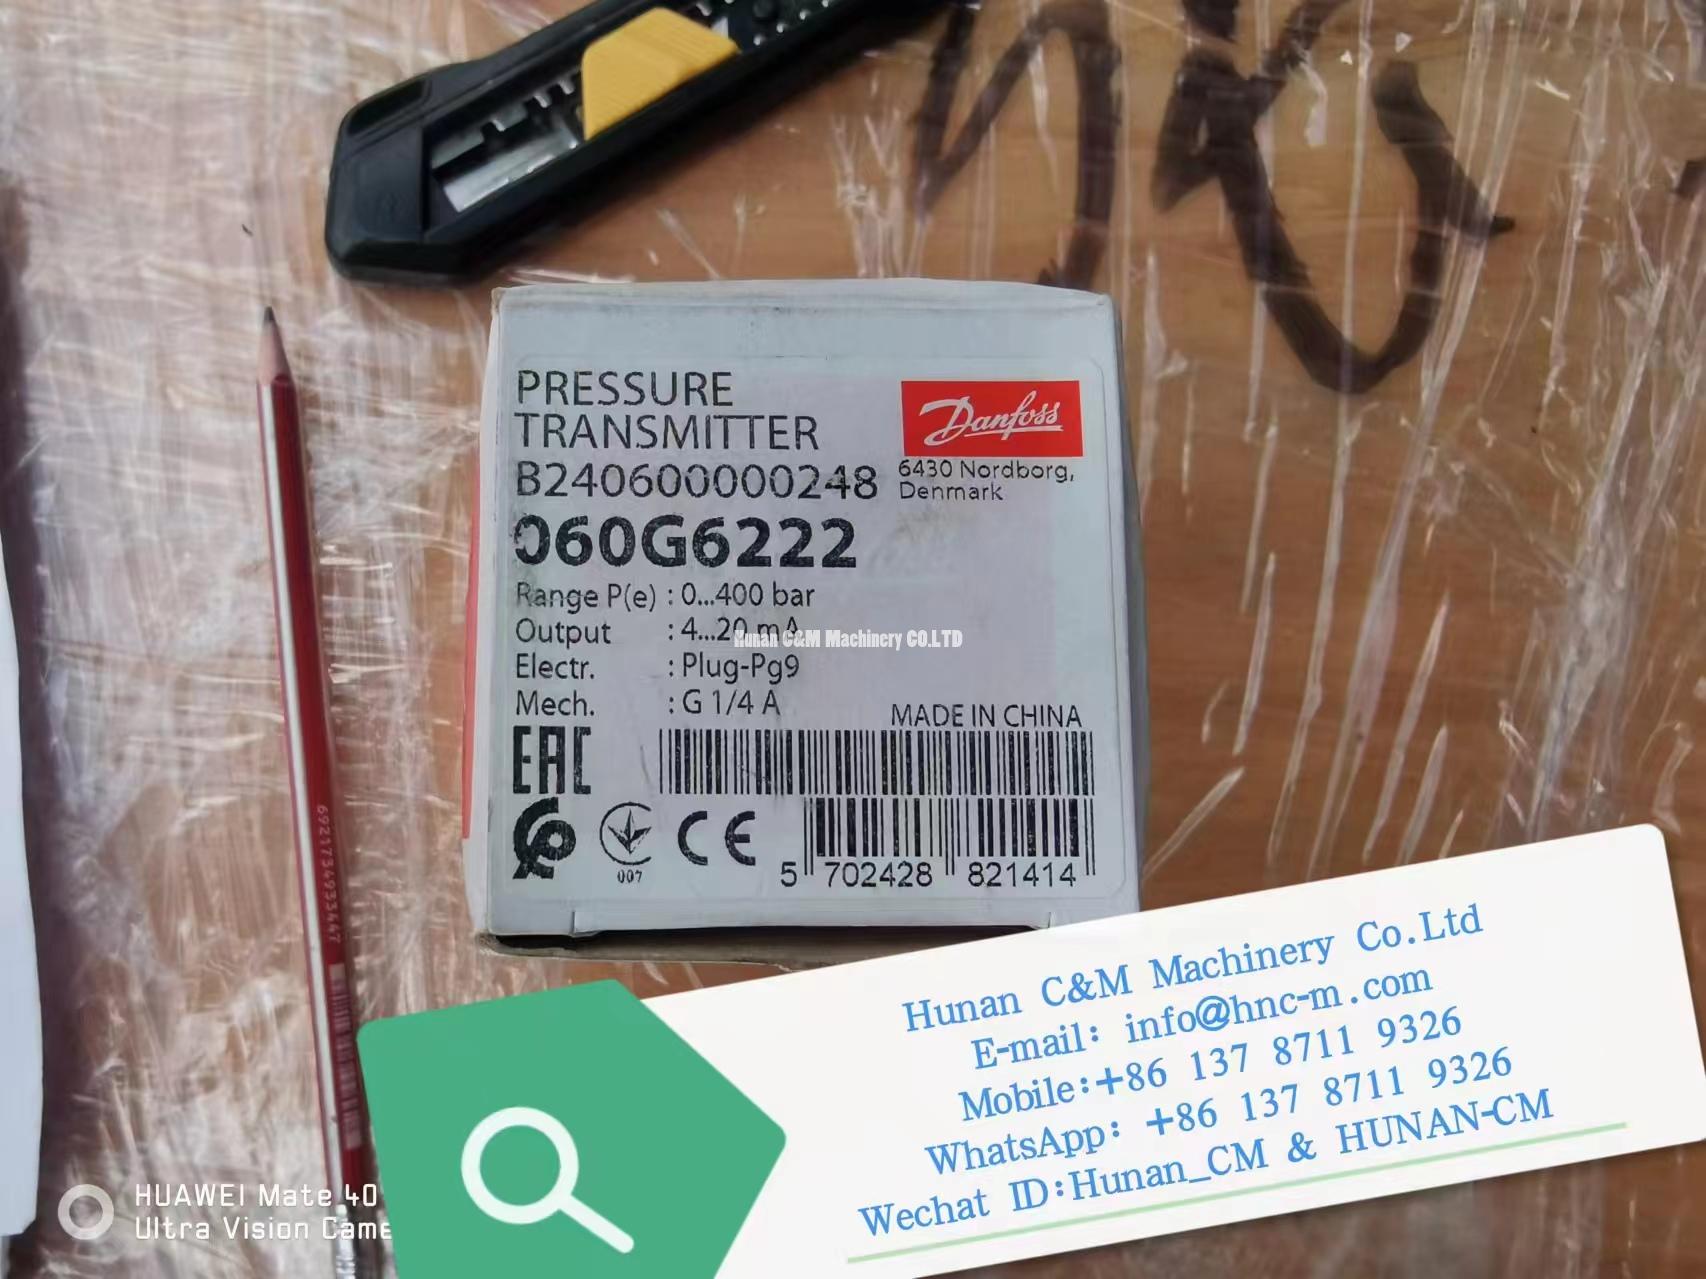 PRESSURE
TRANSMITTER
B240600000248
060G6222
Danfoss
6430 Nordborg,
Denmark
Range P(e) : 0...400 bar
Output : 4...20 mA
Hunan C&M Machinery CO.LTD
Electr. : Plug-Pg9
Mech. : G 1/4 A
MADE IN CHINA
EAC
007
CE
5 702428 821414
6921734933447
Hunan C&M Machinery Co.Ltd
E-mail: info@hnc-m.com
Mobile:+86 137 8711 9326
WhatsApp: +86 137 8711 9326
Wechat ID:Hunan_CM & HUNAN-CM
HUAWEI Mate 40
Ultra Vision Came